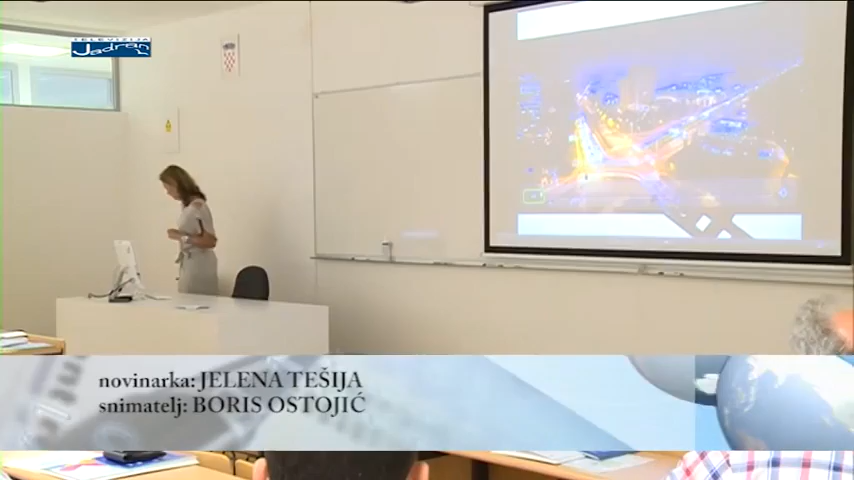 TELEVIZIJA
Jadran
novinarka: JELENA TEŠIJA
snimatelj: BORIS OSTOJIĆ